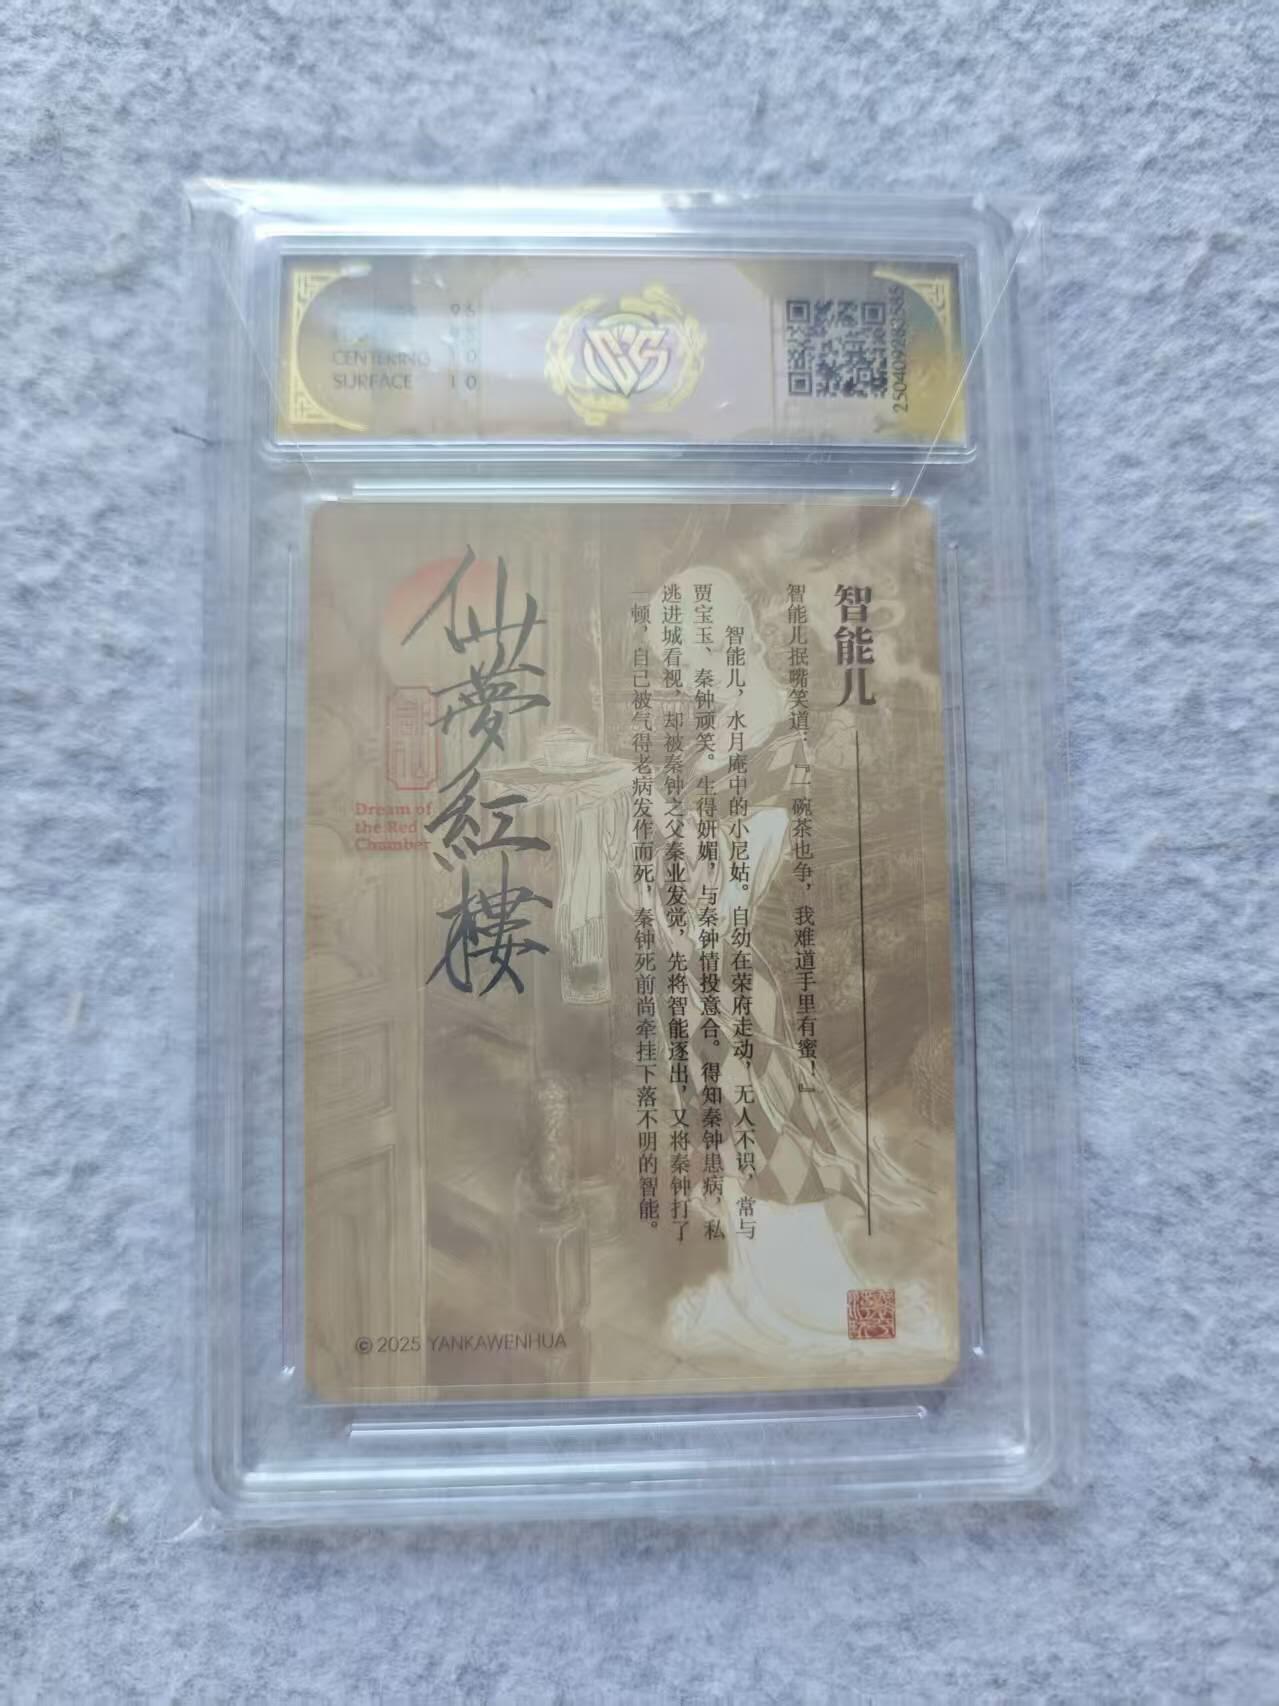 9.5
CENTERING 10
SURFACE 10
智能儿
智能儿抿嘴笑道：『一碗茶也争，我难道手里有蜜！』
智能儿，水月庵中的小尼姑。自幼在荣府走动，无人不识，常与
贾宝玉、秦钟顽笑。生得妍媚，与秦钟情投意合。得知秦钟患病，私
逃进城看视，却被秦钟之父秦业发觉，先将智能逐出，又将秦钟打了
一顿，自己被气得老病发作而死，秦钟死前尚牵挂下落不明的智能。
仙夢紅樓
Dream of
the Red
Chamber
© 2025 YANKAWENHUA